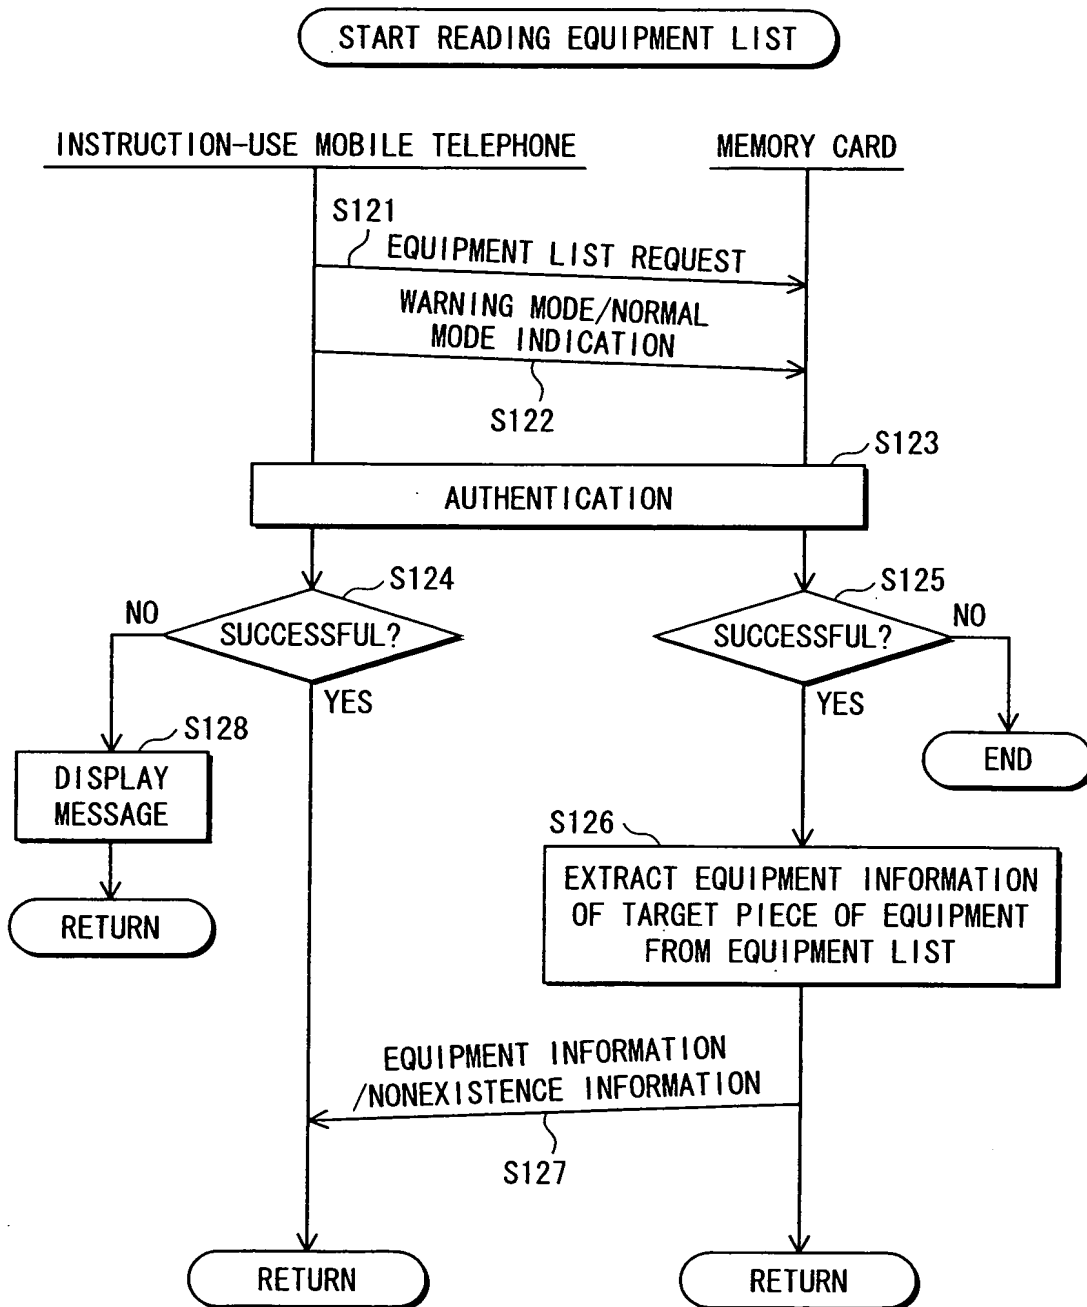 START READING EQUIPMENT LIST
INSTRUCTION-USE MOBILE TELEPHONE
MEMORY CARD
S121
EQUIPMENT LIST REQUEST
WARNING MODE/NORMAL
MODE INDICATION
S122
S123
AUTHENTICATION
S124
S125
NO
SUCCESSFUL?
SUCCESSFUL?
NO
YES
YES
S128
DISPLAY
MESSAGE
END
S126
EXTRACT EQUIPMENT INFORMATION
OF TARGET PIECE OF EQUIPMENT
FROM EQUIPMENT LIST
RETURN
EQUIPMENT INFORMATION
/NONEXISTENCE INFORMATION
S127
RETURN
RETURN